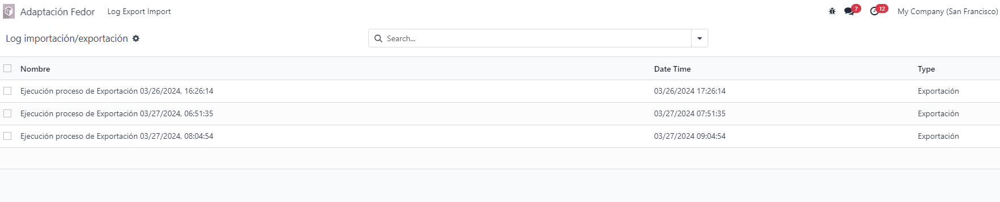 Adaptación Fedor Log Export Import 7 12 My Company (San Francisco)
Log importación/exportación Search...
Nombre Date Time Type
Ejecución proceso de Exportación 03/26/2024, 16:26:14 03/26/2024 17:26:14 Exportación
Ejecución proceso de Exportación 03/27/2024, 06:51:35 03/27/2024 07:51:35 Exportación
Ejecución proceso de Exportación 03/27/2024, 08:04:54 03/27/2024 09:04:54 Exportación